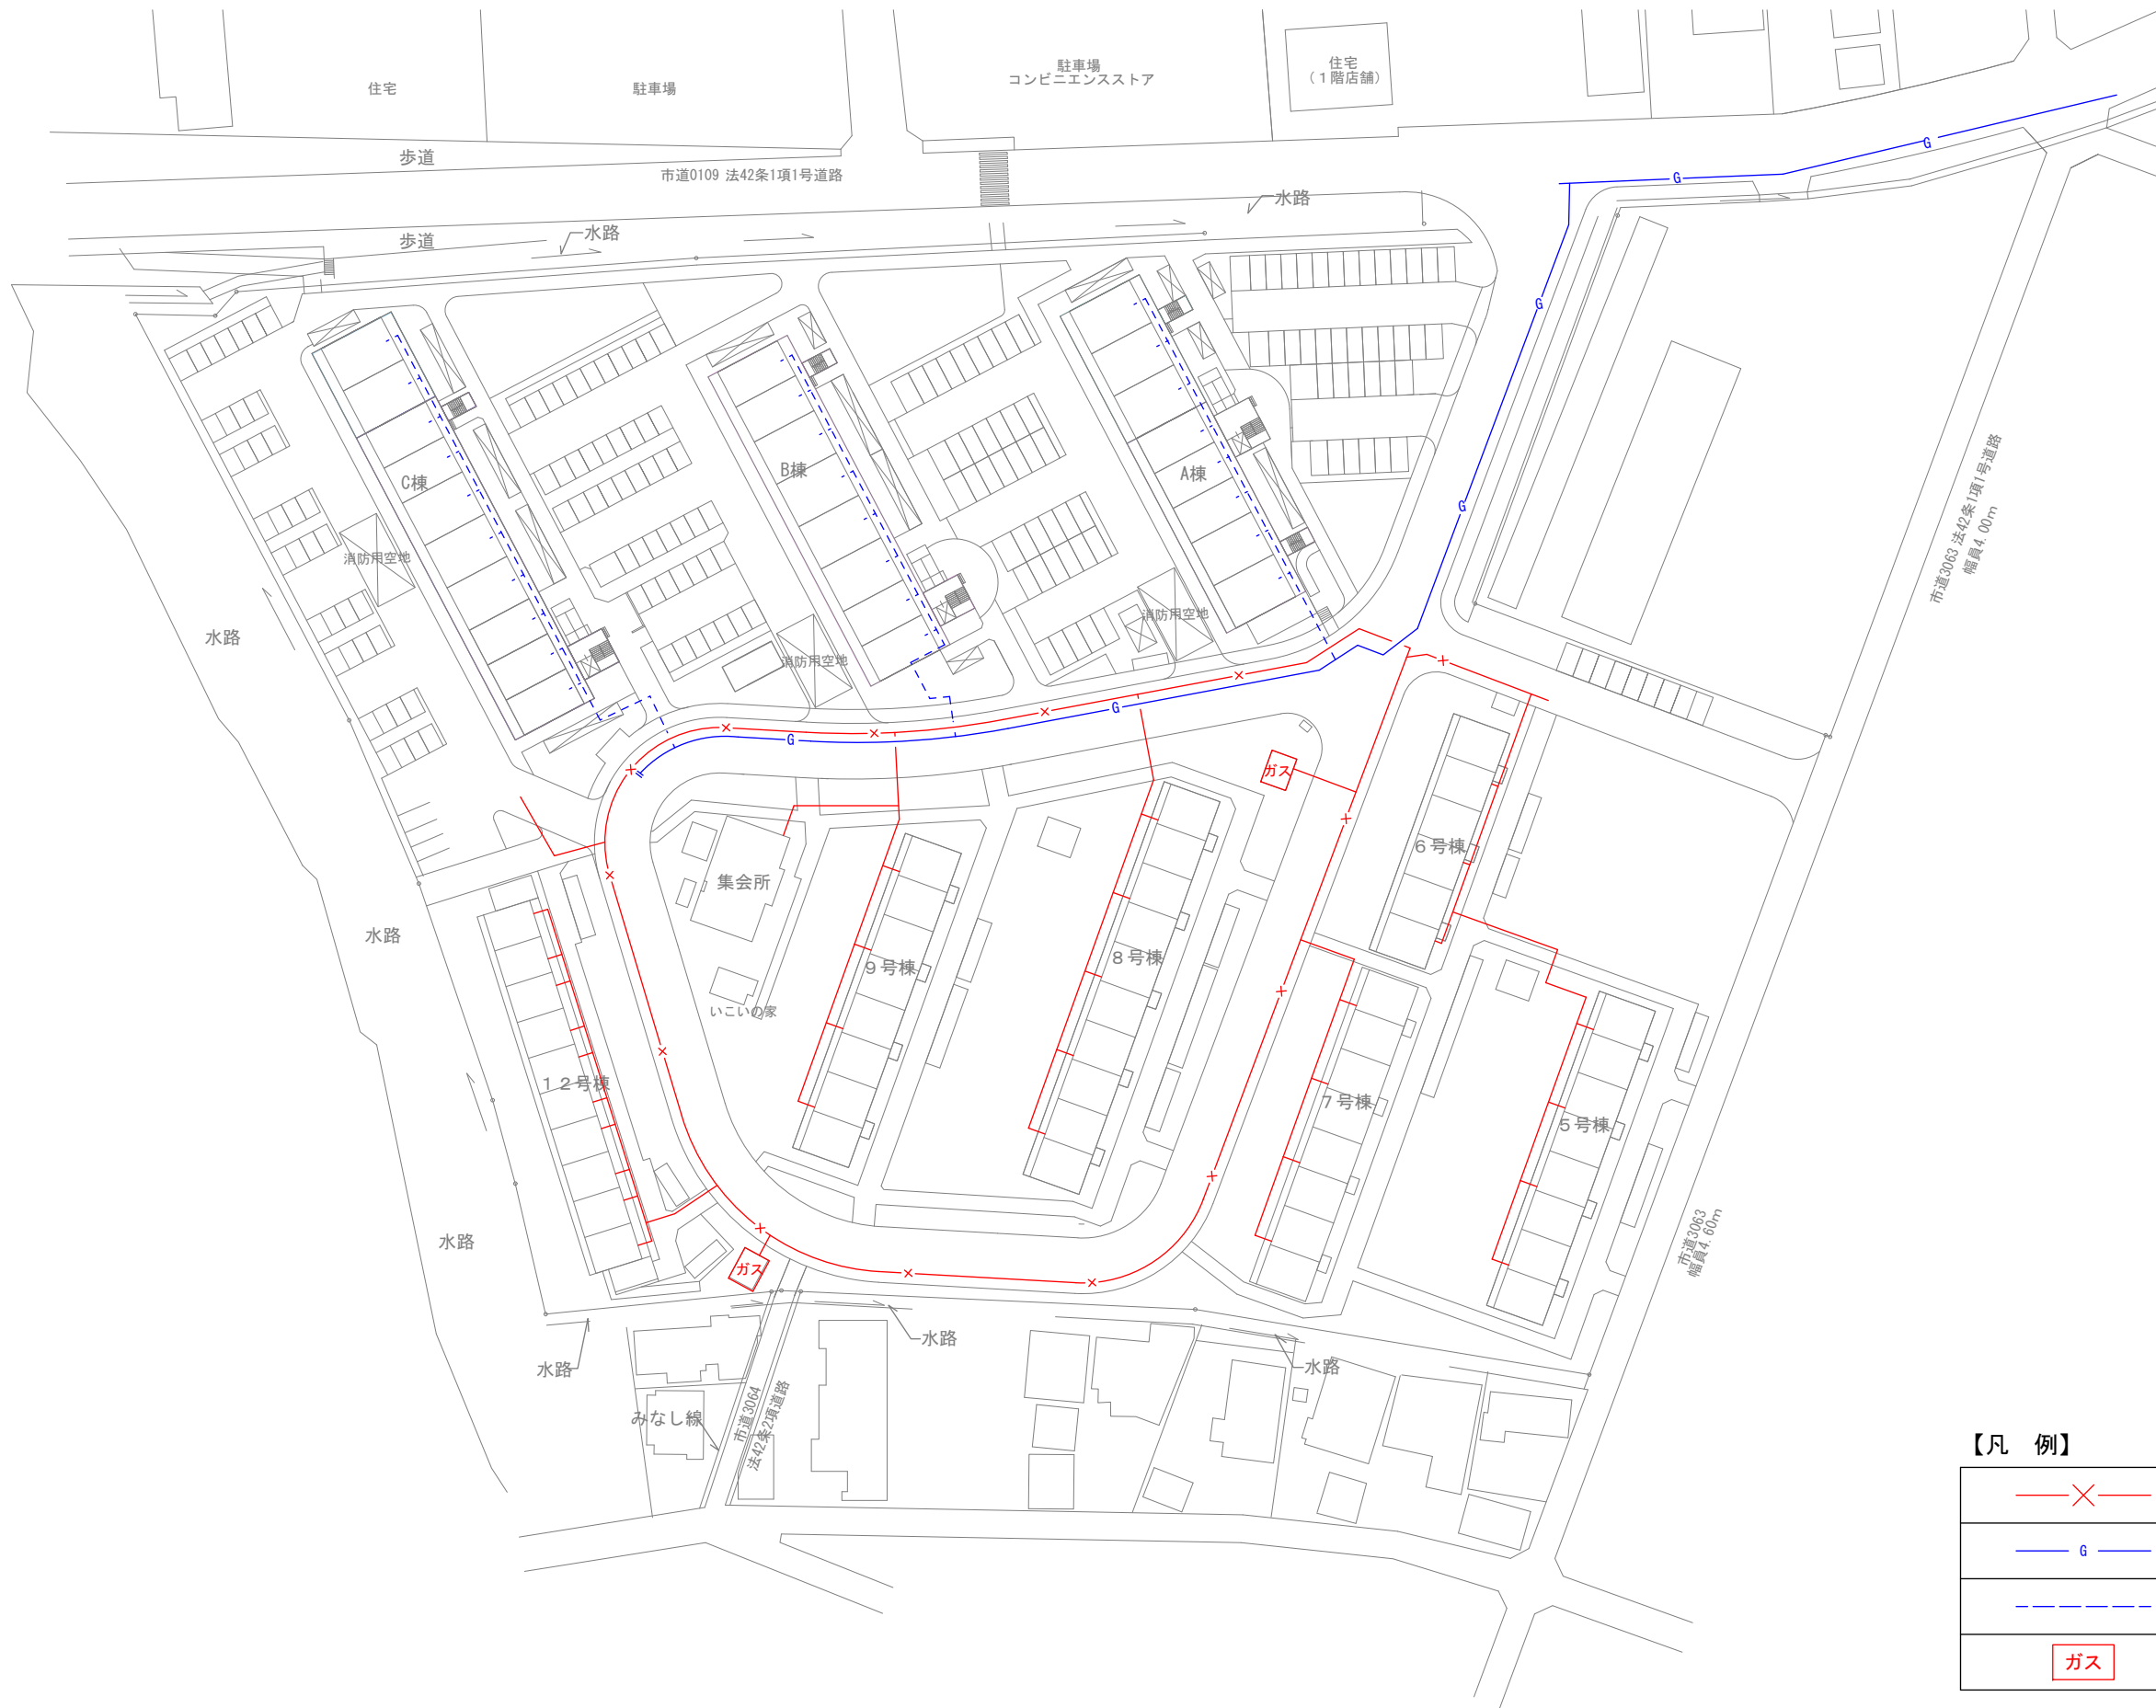 住宅
駐車場
駐車場
コンビニエンスストア
住宅
（１階店舗）
歩道
市道0109 法42条1項1号道路
水路
歩道
水路
G
G
G
G
G
G
C棟
B棟
A棟
消防用空地
消防用空地
消防用空地
水路
市道3063 法42条1項1号道路
幅員4.00m
ガス
６号棟
集会所
水路
９号棟
８号棟
いこいの家
１２号棟
７号棟
５号棟
水路
ガス
市道3063
幅員4.60m
水路
水路
水路
みなし線
市道3064
法42条2項道路
【凡　例】
G
ガス